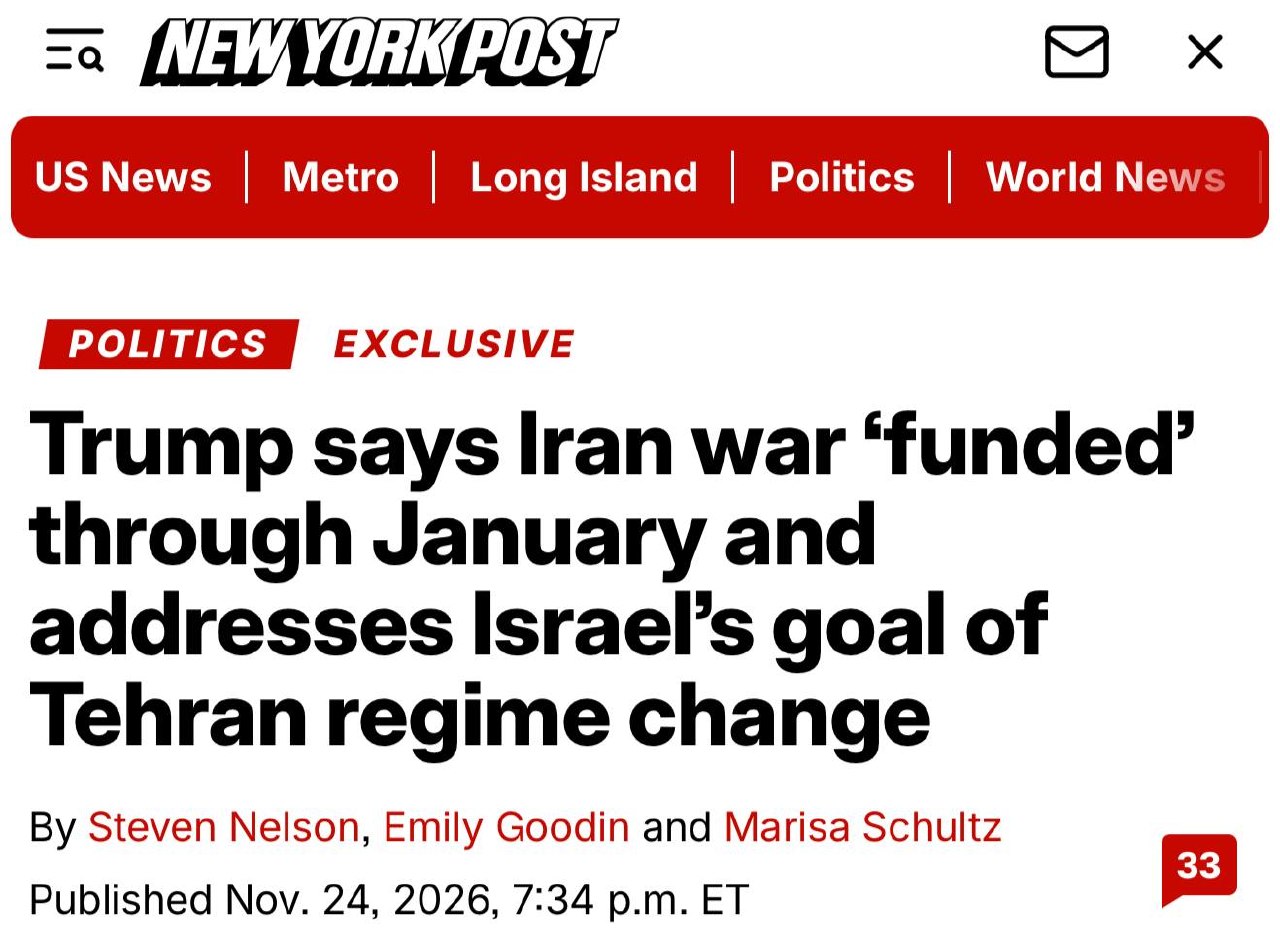 NEW YORK POST
US News | Metro | Long Island | Politics | World News
POLITICS EXCLUSIVE
Trump says Iran war ‘funded’
through January and
addresses Israel’s goal of
Tehran regime change
By Steven Nelson, Emily Goodin and Marisa Schultz
33
Published Nov. 24, 2026, 7:34 p.m. ET